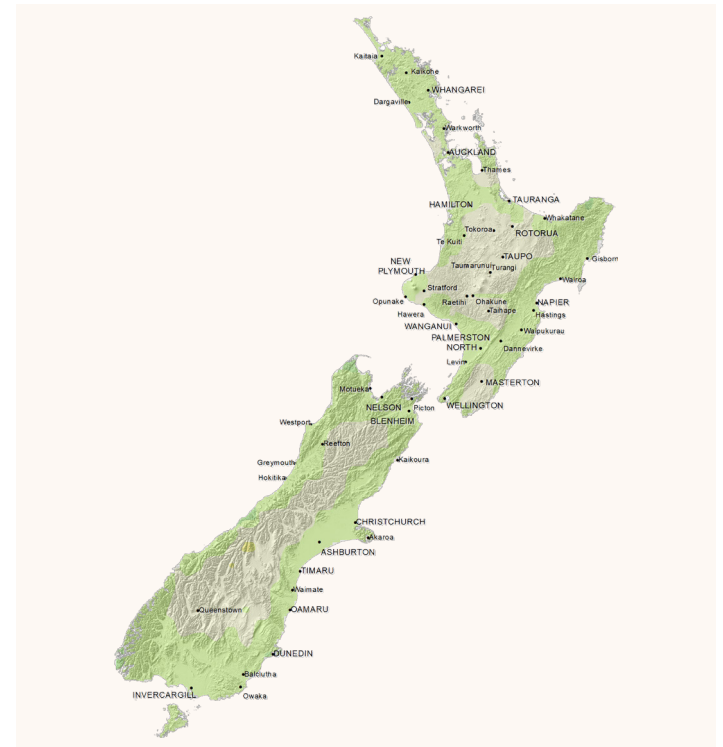 Kaitaia
Kaikohe
WHANGAREI
Dargaville
Warkworth
AUCKLAND
Thames
TAURANGA
HAMILTON
Whakatane
Tokoroa
ROTORUA
Te Kuiti
TAUPO
Gisborn
NEW
PLYMOUTH
Taumarunui
Turangi
Wairoa
Stratford
Opunake
Raetihi
Ohakune
NAPIER
Hawera
Taihape
Hastings
WANGANUI
Waipukurau
PALMERSTON
NORTH
Dannevirke
Levin
MASTERTON
Motueka
NELSON
Picton
WELLINGTON
BLENHEIM
Westport
Reefton
Greymouth
Kaikoura
Hokitika
CHRISTCHURCH
Akaroa
ASHBURTON
TIMARU
Waimate
Queenstown
OAMARU
DUNEDIN
Balclutha
INVERCARGILL
Owaka